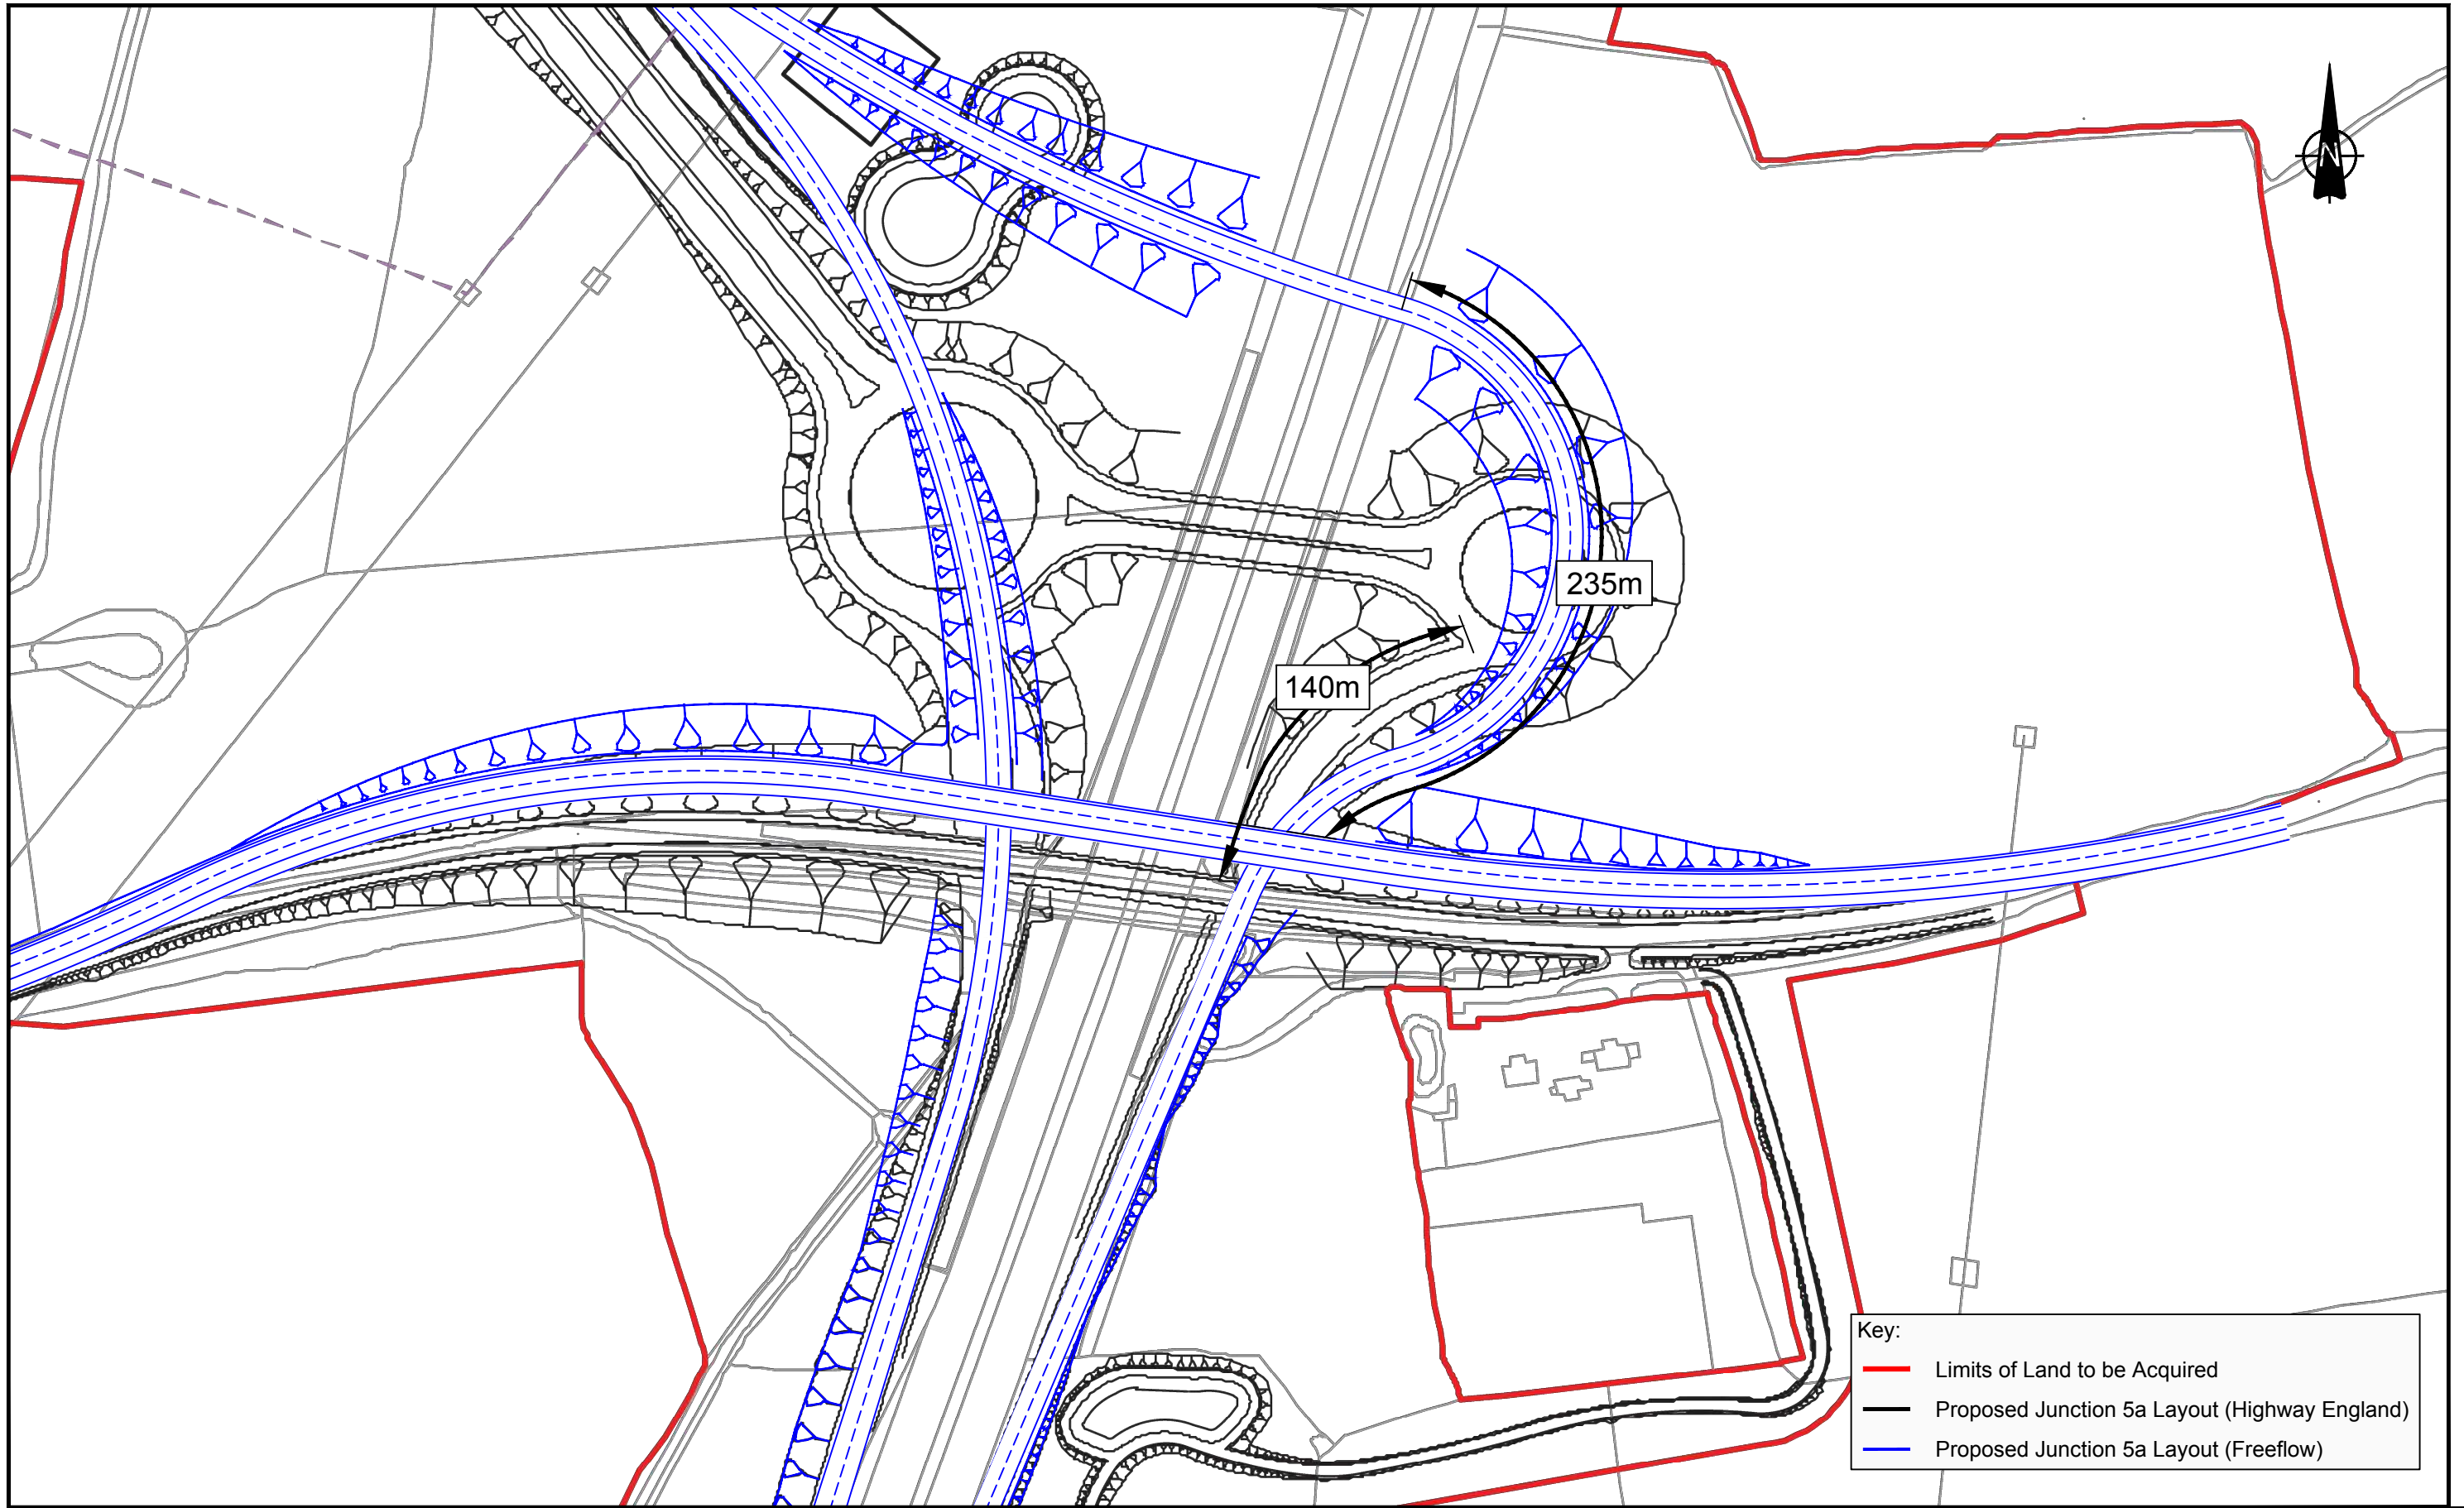 N
235m
140m
Key:
Limits of Land to be Acquired
Proposed Junction 5a Layout (Highway England)
Proposed Junction 5a Layout (Freeflow)